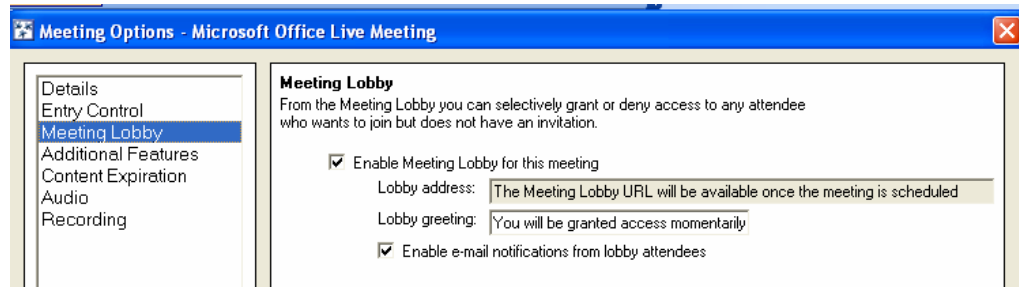 Meeting Options - Microsoft Office Live Meeting
Details
Entry Control
Meeting Lobby
Additional Features
Content Expiration
Audio
Recording
Meeting Lobby
From the Meeting Lobby you can selectively grant or deny access to any attendee
who wants to join but does not have an invitation.
Enable Meeting Lobby for this meeting
Lobby address: The Meeting Lobby URL will be available once the meeting is scheduled
Lobby greeting: You will be granted access momentarily
Enable e-mail notifications from lobby attendees